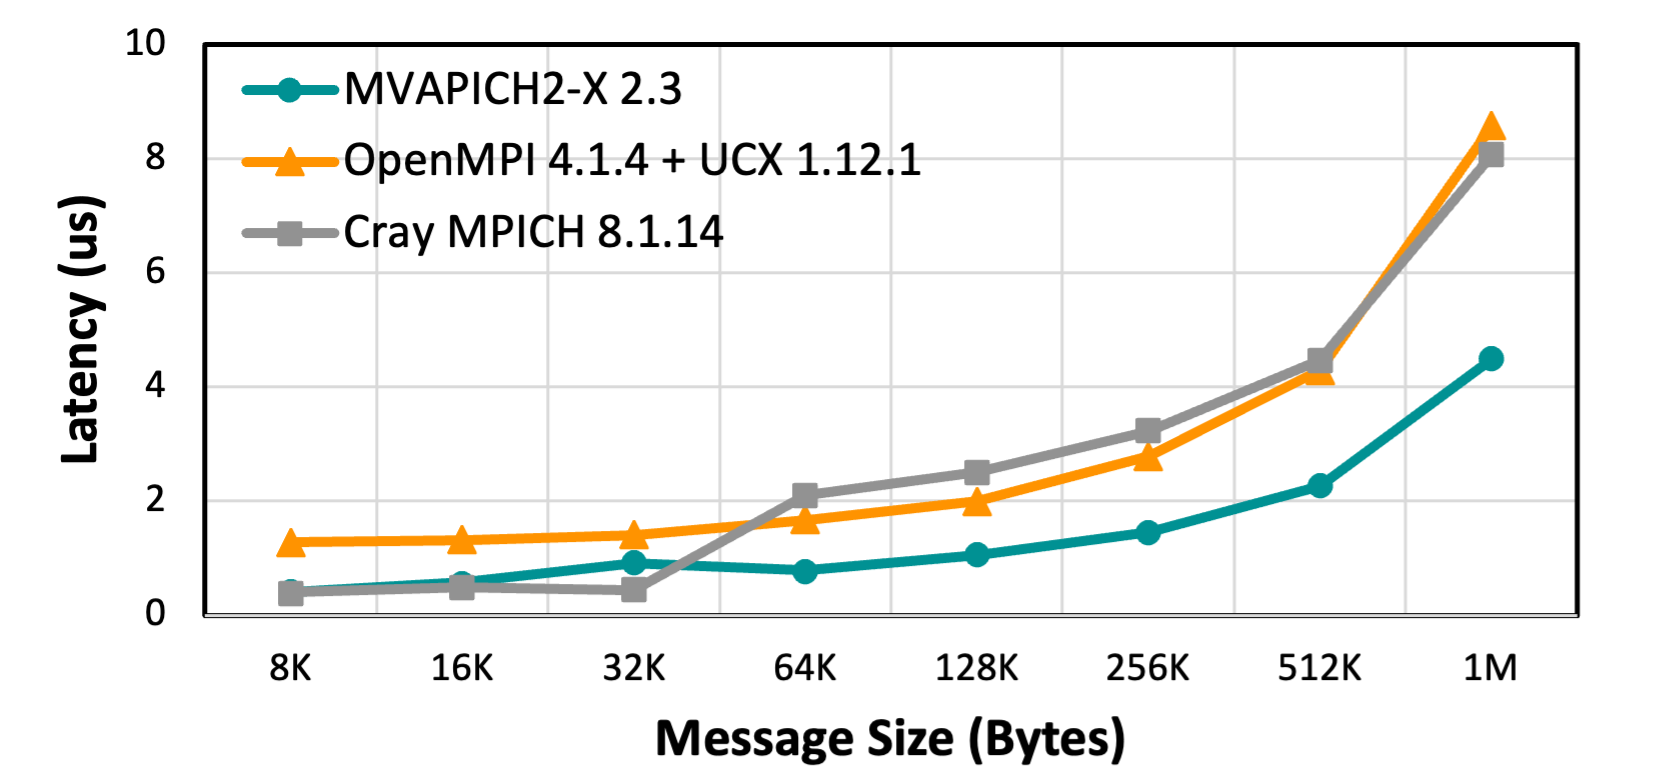 10
MVAPICH2-X 2.3
8
OpenMPI 4.1.4 + UCX 1.12.1
Cray MPICH 8.1.14
6
4
2
0
Latency (us)
8K 16K 32K 64K 128K 256K 512K 1M
Message Size (Bytes)